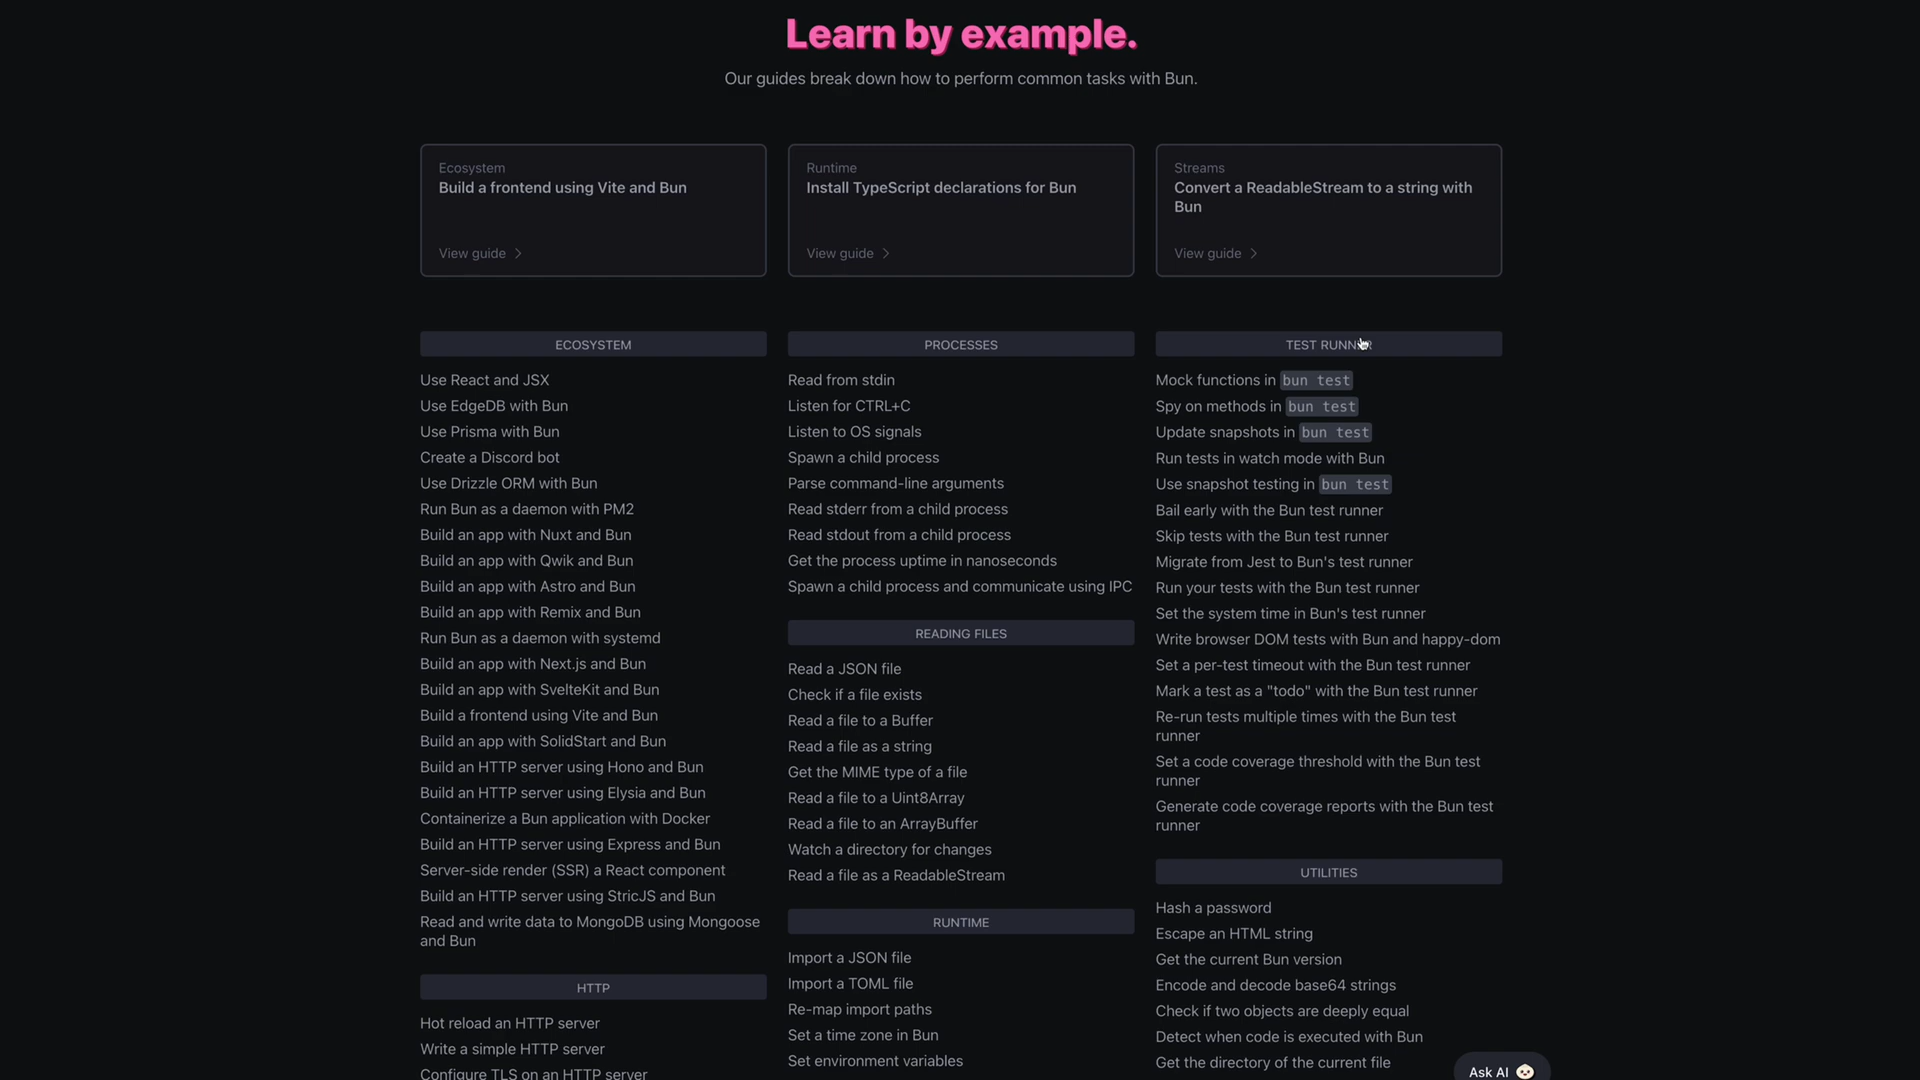 Learn by example.
Our guides break down how to perform common tasks with Bun.
Ecosystem
Build a frontend using Vite and Bun
View guide
Runtime
Install TypeScript declarations for Bun
View guide
Streams
Convert a ReadableStream to a string with
Bun
View guide
ECOSYSTEM
Use React and JSX
Use EdgeDB with Bun
Use Prisma with Bun
Create a Discord bot
Use Drizzle ORM with Bun
Run Bun as a daemon with PM2
Build an app with Nuxt and Bun
Build an app with Qwik and Bun
Build an app with Astro and Bun
Build an app with Remix and Bun
Run Bun as a daemon with systemd
Build an app with Next.js and Bun
Build an app with SvelteKit and Bun
Build a frontend using Vite and Bun
Build an app with SolidStart and Bun
Build an HTTP server using Hono and Bun
Build an HTTP server using Elysia and Bun
Containerize a Bun application with Docker
Build an HTTP server using Express and Bun
Server-side render (SSR) a React component
Build an HTTP server using StricJS and Bun
Read and write data to MongoDB using Mongoose
and Bun
HTTP
Hot reload an HTTP server
Write a simple HTTP server
Configure TLS on an HTTP server
PROCESSES
Read from stdin
Listen for CTRL+C
Listen to OS signals
Spawn a child process
Parse command-line arguments
Read stderr from a child process
Read stdout from a child process
Get the process uptime in nanoseconds
Spawn a child process and communicate using IPC
READING FILES
Read a JSON file
Check if a file exists
Read a file to a Buffer
Read a file as a string
Get the MIME type of a file
Read a file to a Uint8Array
Read a file to an ArrayBuffer
Watch a directory for changes
Read a file as a ReadableStream
RUNTIME
Import a JSON file
Import a TOML file
Re-map import paths
Set a time zone in Bun
Set environment variables
TEST RUNNER
Mock functions in bun test
Spy on methods in bun test
Update snapshots in bun test
Run tests in watch mode with Bun
Use snapshot testing in bun test
Bail early with the Bun test runner
Skip tests with the Bun test runner
Migrate from Jest to Bun's test runner
Run your tests with the Bun test runner
Set the system time in Bun's test runner
Write browser DOM tests with Bun and happy-dom
Set a per-test timeout with the Bun test runner
Mark a test as a "todo" with the Bun test runner
Re-run tests multiple times with the Bun test
runner
Set a code coverage threshold with the Bun test
runner
Generate code coverage reports with the Bun test
runner
UTILITIES
Hash a password
Escape an HTML string
Get the current Bun version
Encode and decode base64 strings
Check if two objects are deeply equal
Detect when code is executed with Bun
Get the directory of the current file
Ask AI